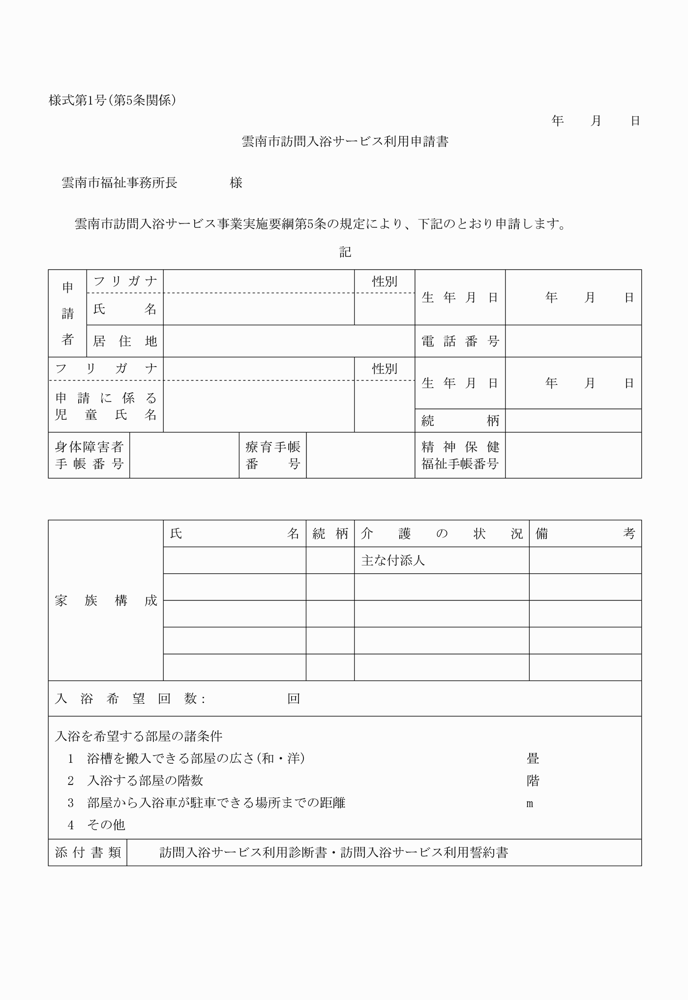 様式第1号(第5条関係)
年 月 日
雲南市訪問入浴サービス利用申請書
雲南市福祉事務所長 様
雲南市訪問入浴サービス事業実施要綱第5条の規定により、下記のとおり申請します。
記
申請者
フリガナ 性別
生年月日 年 月 日
氏名
居住地 電話番号
フリガナ 性別
生年月日 年 月 日
申請に係る
児童氏名
続柄
身体障害者 療育手帳 精神保健
手帳番号 番号 福祉手帳番号
氏名 続柄 介護の状況 備考
主な付添人
家族構成
入浴希望回数: 回
入浴を希望する部屋の諸条件
1 浴槽を搬入できる部屋の広さ(和・洋) 畳
2 入浴する部屋の階数 階
3 部屋から入浴車が駐車できる場所までの距離 m
4 その他
添付書類 訪問入浴サービス利用診断書・訪問入浴サービス利用誓約書